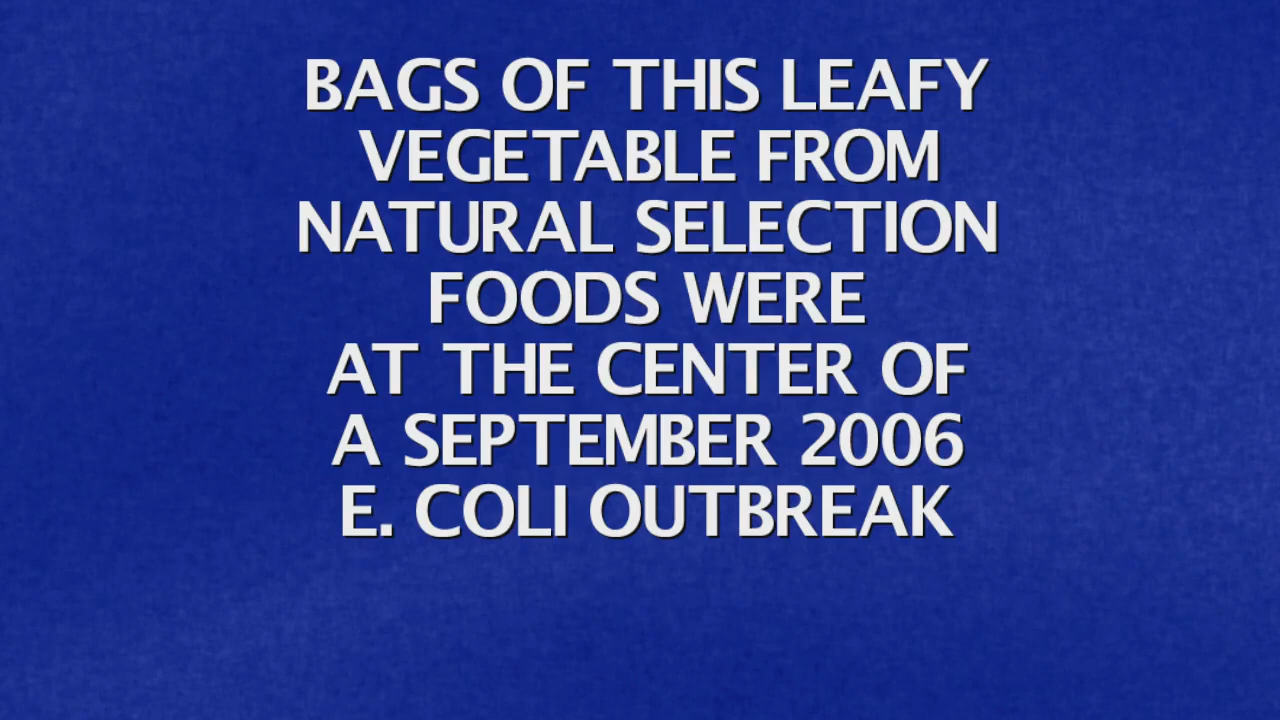 BAGS OF THIS LEAFY
VEGETABLE FROM
NATURAL SELECTION
FOODS WERE
AT THE CENTER OF
A SEPTEMBER 2006
E. COLI OUTBREAK